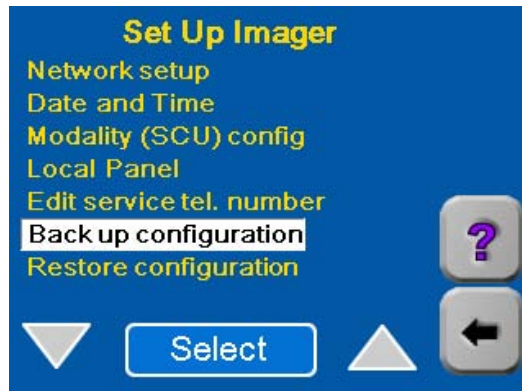 Set Up Imager
Network setup
Date and Time
Modality (SCU) config
Local Panel
Edit service tel. number
Back up configuration
Restore configuration
?
Select